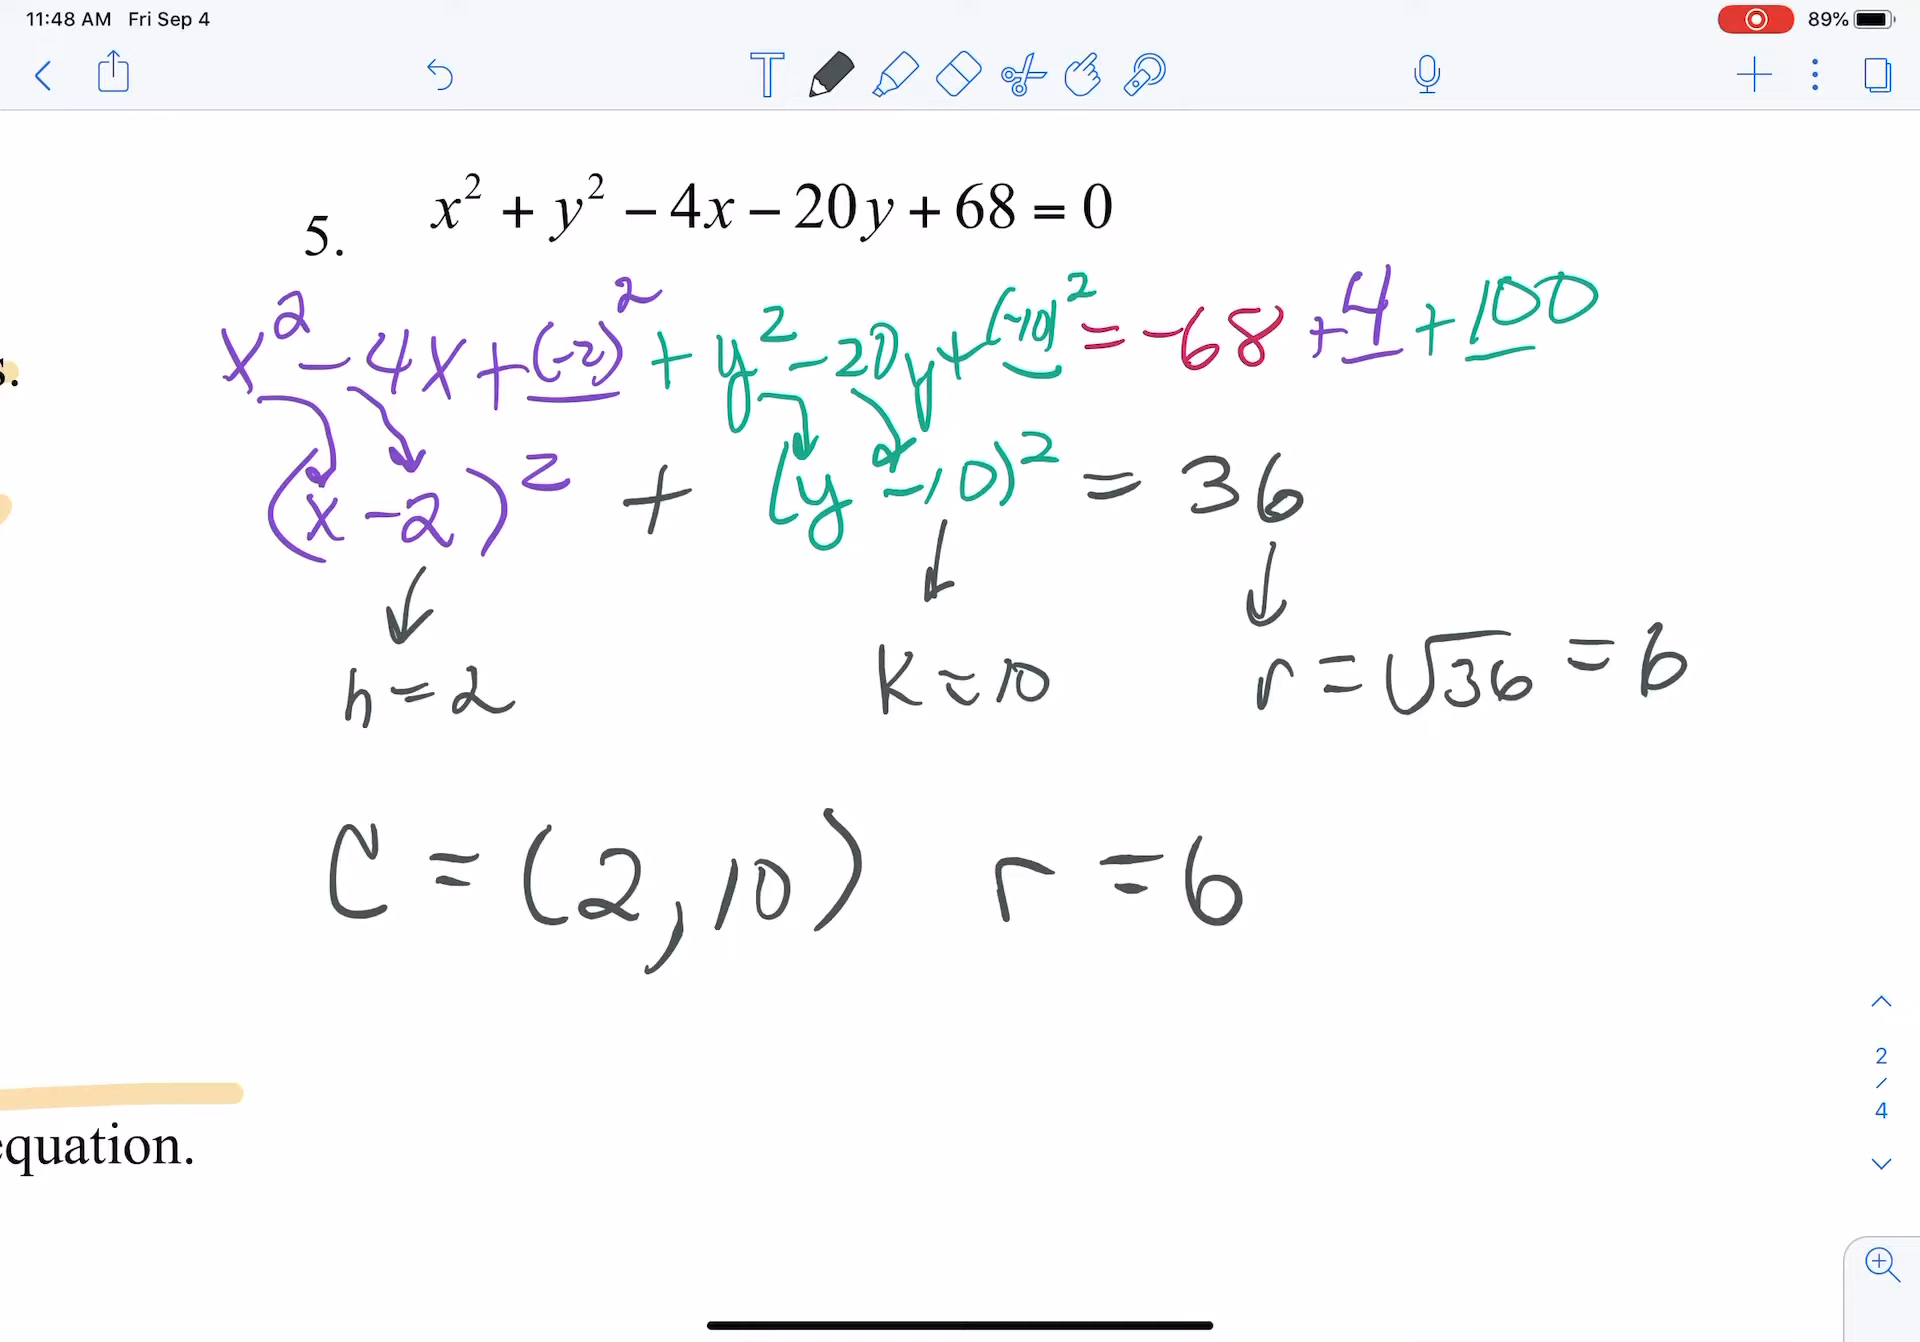 11:48 AM Fri Sep 4 89%
T
5. x² + y² − 4x − 20y + 68 = 0
x² − 4x + (−2)² + y² − 20y + (−10)² = −68 + 4 + 100
s.
(x − 2)² + (y − 10)² = 36
h = 2 K = 10 r = √36 = 6
C = (2, 10) r = 6
2
/
4
equation.